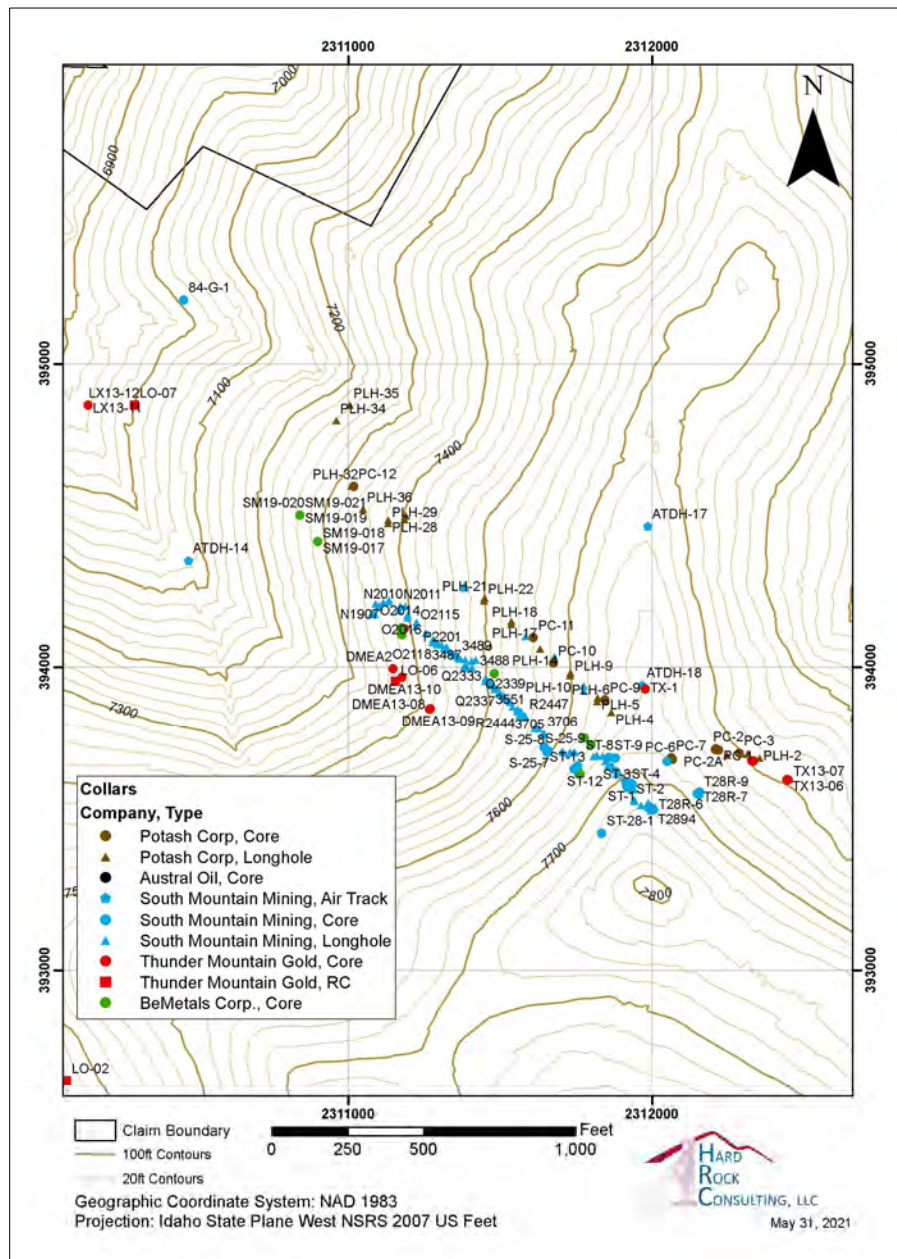 2311000 2312000
7000
N
6900
84-G-1
7200
395000 395000
LX13-12LO-07
LX13-11
7100
PLH-35
PLH-34
7400
PLH-32PC-12
SM19-020SM19-021 PLH-36
SM19-019 PLH-29
SM19-018 PLH-28
SM19-017
ATDH-17
ATDH-14
PLH-21 PLH-22
N2010N2011
N1907 O2014 O2115 PLH-18
O2016 P2201 PLH-17 PC-11
O2118 3487 3489 PC-10
394000 394000
DMEA2 LO-06 3488 PLH-14 PLH-9
ATDH-18
DMEA13-10 Q2333 Q2339 PLH-10 PLH-6 PC-9 TX-1
DMEA13-08 Q2337 3551 R2447 PLH-5
7300
DMEA13-09 R2444 3705 3706 PLH-4
S-25-8 S-25-9 ST-8 ST-9 PC-6 PC-7 PC-2 PC-3
S-25-7 ST-13 PC-2A PLH-2
ST-12 ST-3 ST-4 TX13-07
7600 ST-2 T28R-9 TX13-06
ST-1 T28R-6 T28R-7
ST-28-1 T2894
7700
7800
393000 393000
Collars
Company, Type
Potash Corp, Core
Potash Corp, Longhole
Austral Oil, Core
South Mountain Mining, Air Track
South Mountain Mining, Core
South Mountain Mining, Longhole
Thunder Mountain Gold, Core
Thunder Mountain Gold, RC
BeMetals Corp., Core
LO-02
2311000 2312000
Claim Boundary
100ft Contours
20ft Contours
Feet
0 250 500 1,000
HARD
ROCK
CONSULTING, LLC
Geographic Coordinate System: NAD 1983
Projection: Idaho State Plane West NSRS 2007 US Feet
May 31, 2021